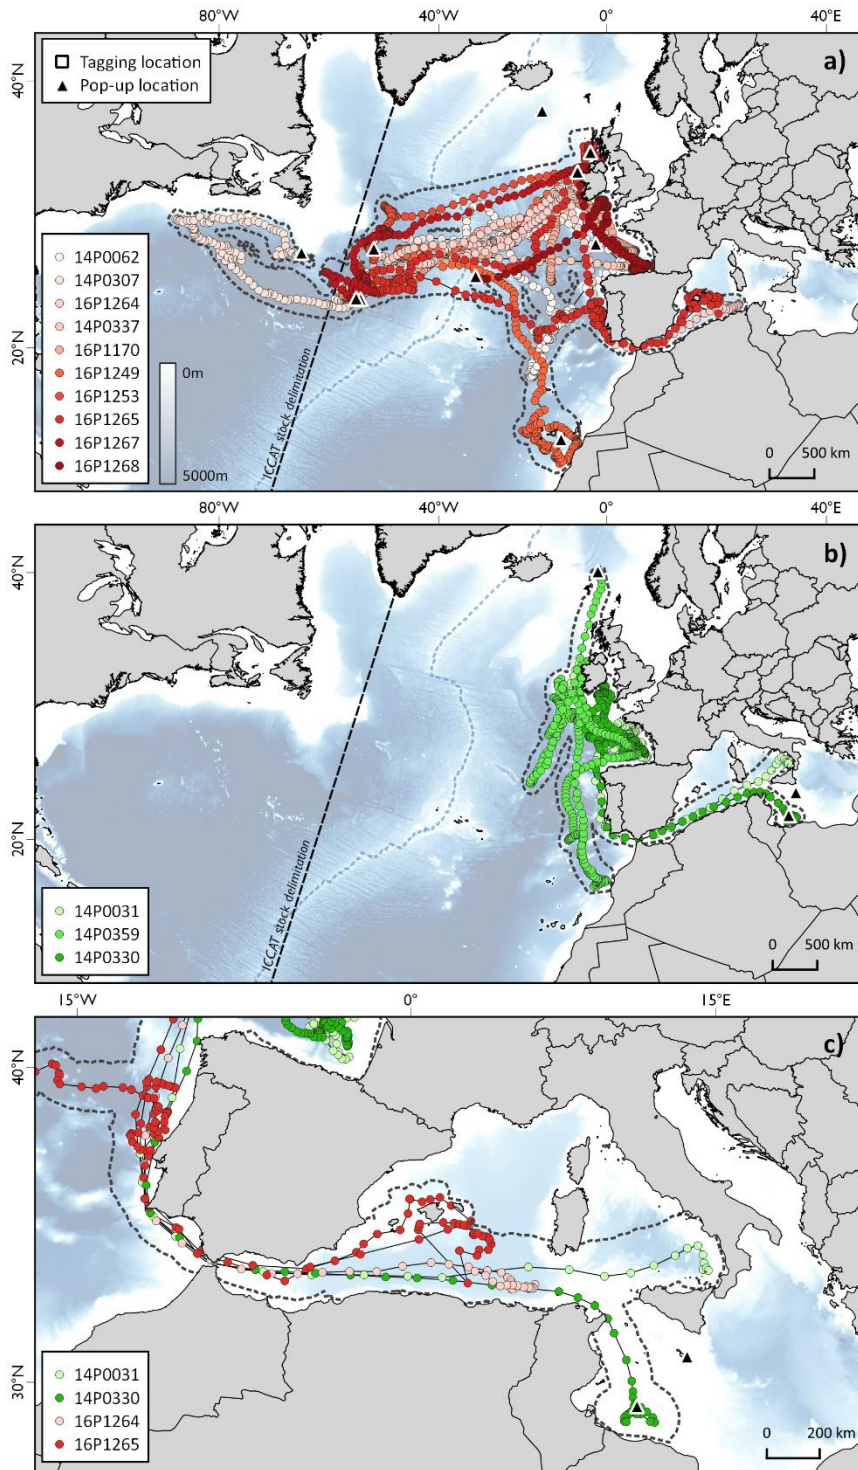 80°W 40°W 0° 40°E
a)
Tagging location
Pop-up location
40°N
20°N
14P0062
14P0307
16P1264
14P0337
16P1170
16P1249
16P1253
16P1265
16P1267
16P1268
0m
5000m
ICCAT stock delimitation
0 500 km
80°W 40°W 0° 40°E
b)
40°N
20°N
ICCAT stock delimitation
14P0031
14P0359
14P0330
0 500 km
15°W 0° 15°E
c)
40°N
30°N
14P0031
14P0330
16P1264
16P1265
0 200 km